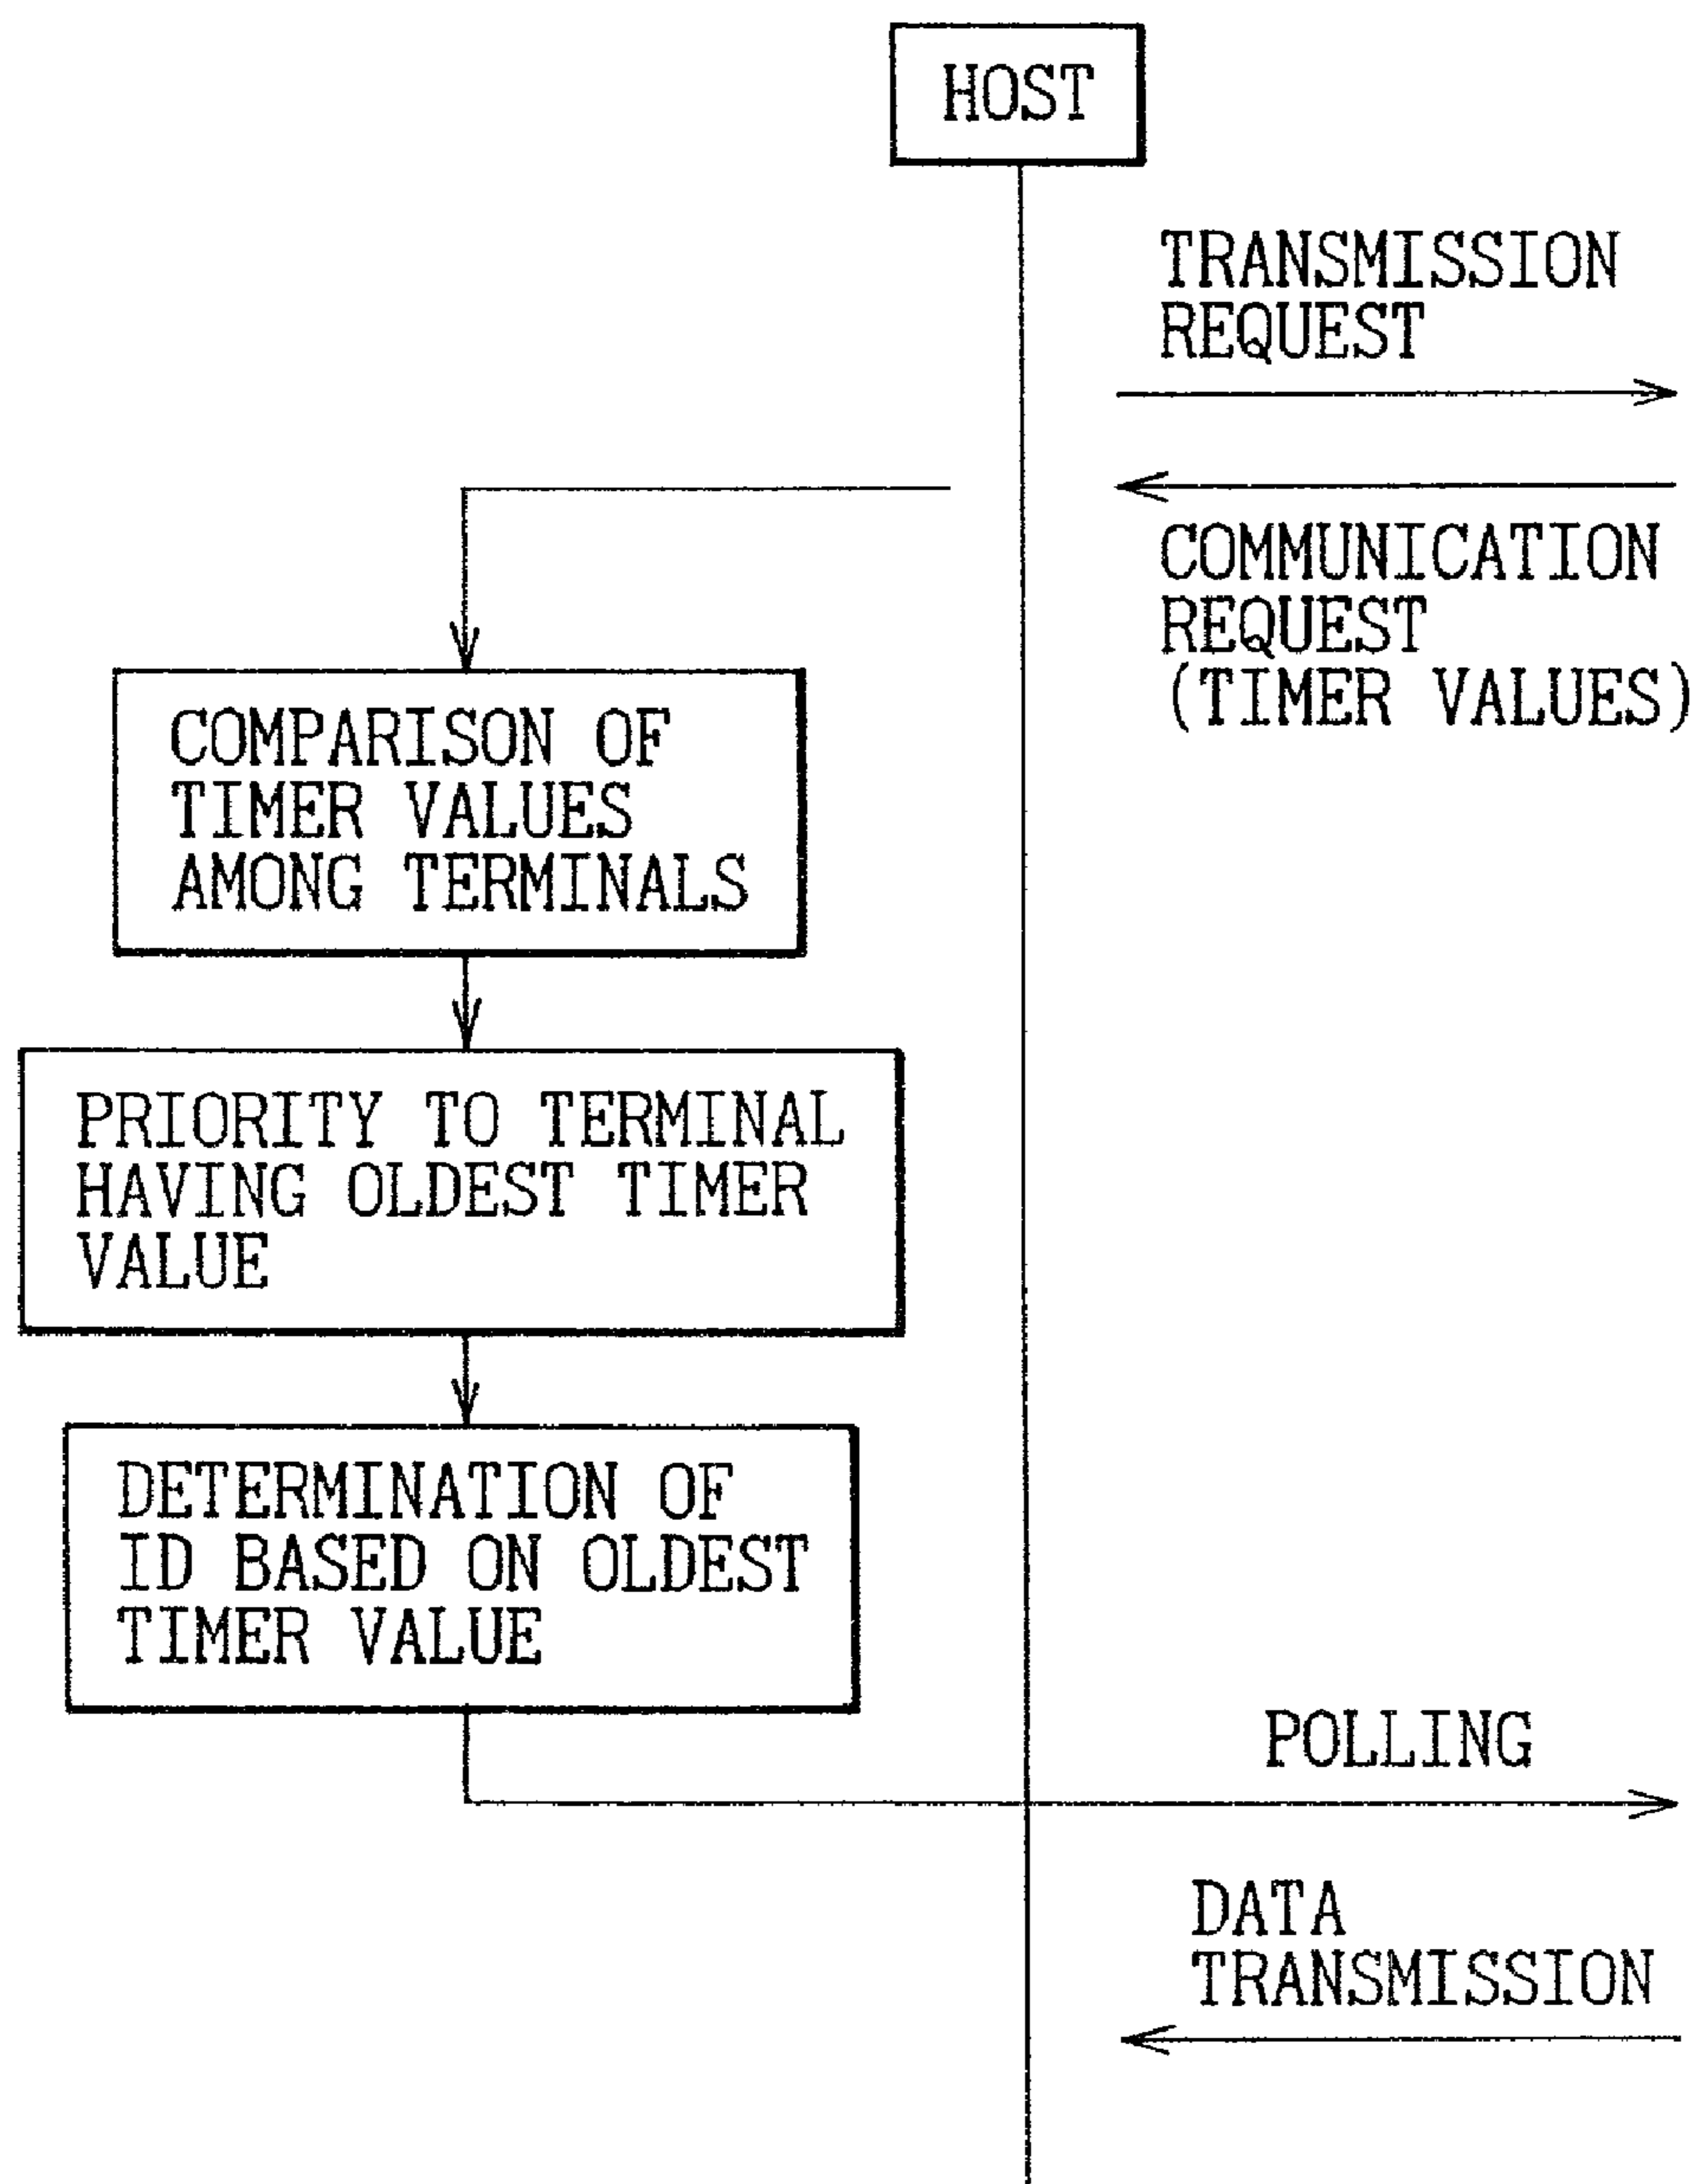 HOST
TRANSMISSION
REQUEST
COMMUNICATION
REQUEST
(TIMER VALUES)
COMPARISON OF
TIMER VALUES
AMONG TERMINALS
PRIORITY TO TERMINAL
HAVING OLDEST TIMER
VALUE
DETERMINATION OF
ID BASED ON OLDEST
TIMER VALUE
POLLING
DATA
TRANSMISSION